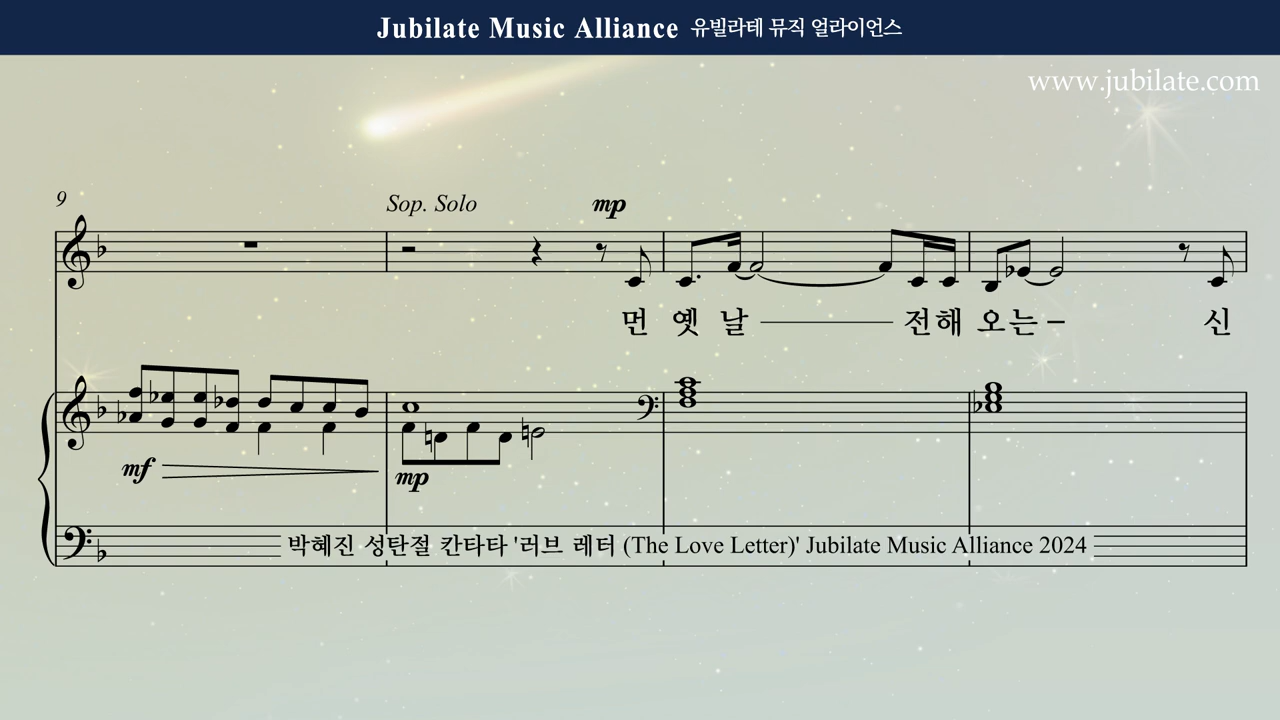 Jubilate Music Alliance 유빌라테 뮤직 얼라이언스
www.jubilate.com
9
Sop. Solo
mp
먼 옛 날 전해 오는 신
mf
mp
박혜진 성탄절 칸타타 '러브 레터 (The Love Letter)' Jubilate Music Alliance 2024